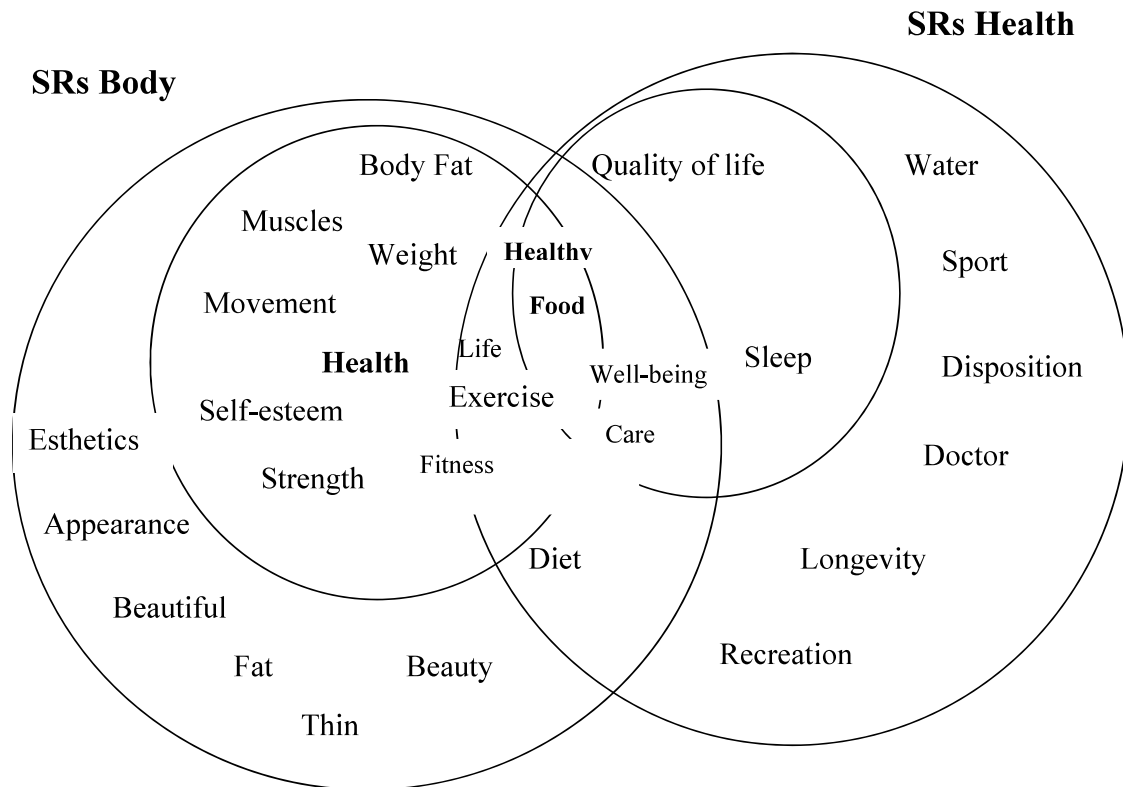 SRs Health
SRs Body
Body Fat
Quality of life
Water
Muscles
Weight
Healthy
Sport
Movement
Food
Life
Health
Well-being
Sleep
Disposition
Exercise
Self-esteem
Care
Esthetics
Fitness
Doctor
Strength
Appearance
Diet
Longevity
Beautiful
Recreation
Fat
Beauty
Thin